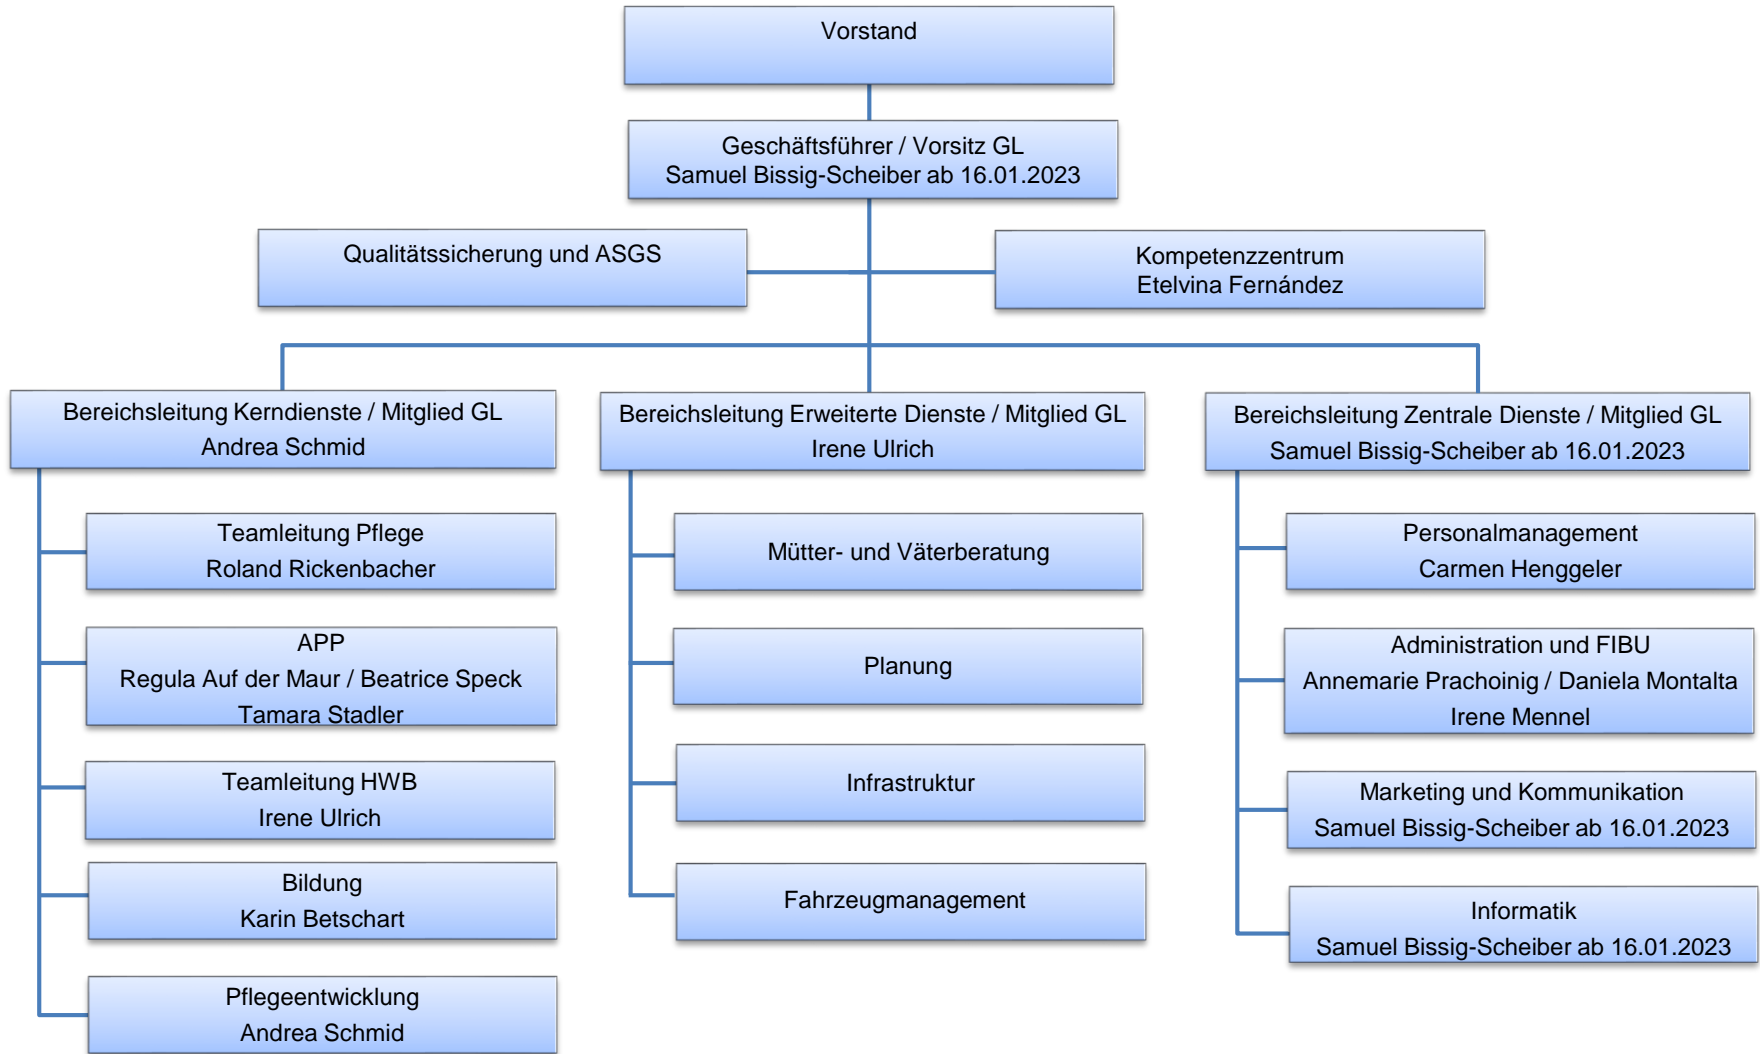 Vorstand
Geschäftsführer / Vorsitz GL
Samuel Bissig-Scheiber ab 16.01.2023
Qualitätssicherung und ASGS
Kompetenzzentrum
Etelvina Fernández
Bereichsleitung Kerndienste / Mitglied GL
Andrea Schmid
Teamleitung Pflege
Roland Rickenbacher
APP
Regula Auf der Maur / Beatrice Speck
Tamara Stadler
Teamleitung HWB
Irene Ulrich
Bildung
Karin Betschart
Pflegeentwicklung
Andrea Schmid
Bereichsleitung Erweiterte Dienste / Mitglied GL
Irene Ulrich
Mütter- und Väterberatung
Planung
Infrastruktur
Fahrzeugmanagement
Bereichsleitung Zentrale Dienste / Mitglied GL
Samuel Bissig-Scheiber ab 16.01.2023
Personalmanagement
Carmen Henggeler
Administration und FIBU
Annemarie Prachoinig / Daniela Montalta
Irene Mennel
Marketing und Kommunikation
Samuel Bissig-Scheiber ab 16.01.2023
Informatik
Samuel Bissig-Scheiber ab 16.01.2023